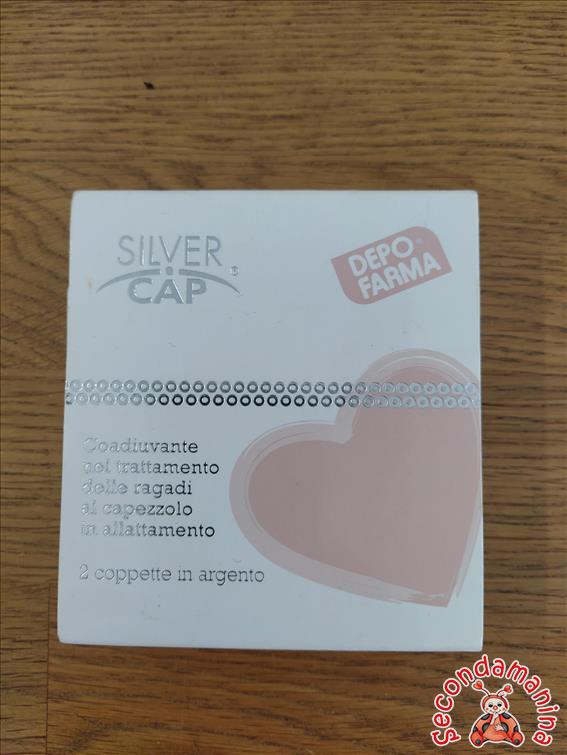 SILVER
CAP®
DEPO®
FARMA
Coadiuvante
nel trattamento
delle ragadi
al capezzolo
in allattamento
2 coppette in argento
Secondamanina